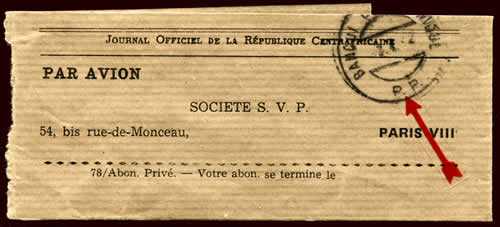 Journal Officiel de la République Centrafricaine
PAR AVION
P. P.
SOCIETE S. V. P.
54, bis rue-de-Monceau, PARIS VIII
78/Abon. Privé. — Votre abon. se termine le